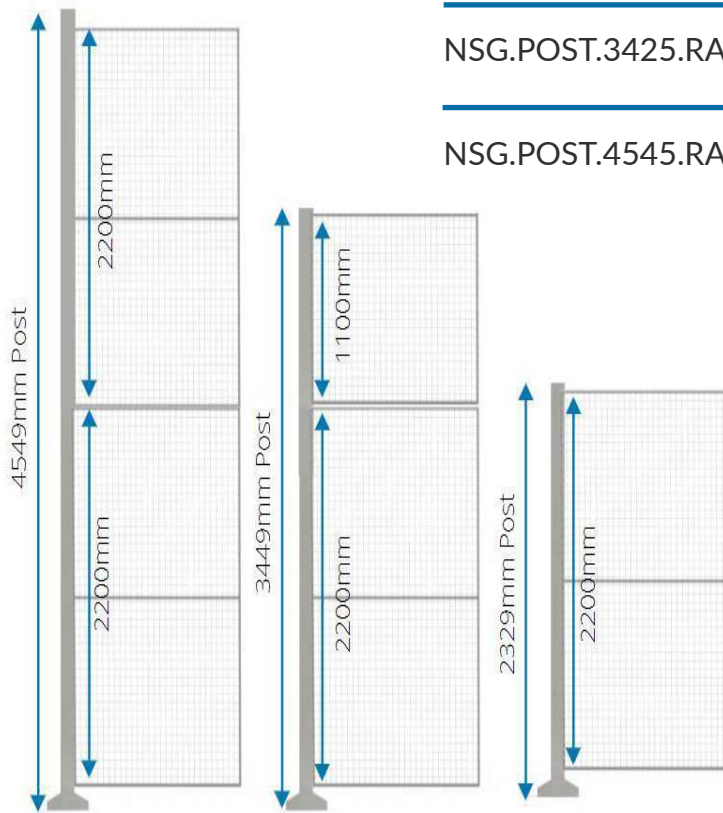 NSG.POST.3425.RA
NSG.POST.4545.RA
4549mm Post
2200mm
2200mm
3449mm Post
1100mm
2200mm
2329mm Post
2200mm